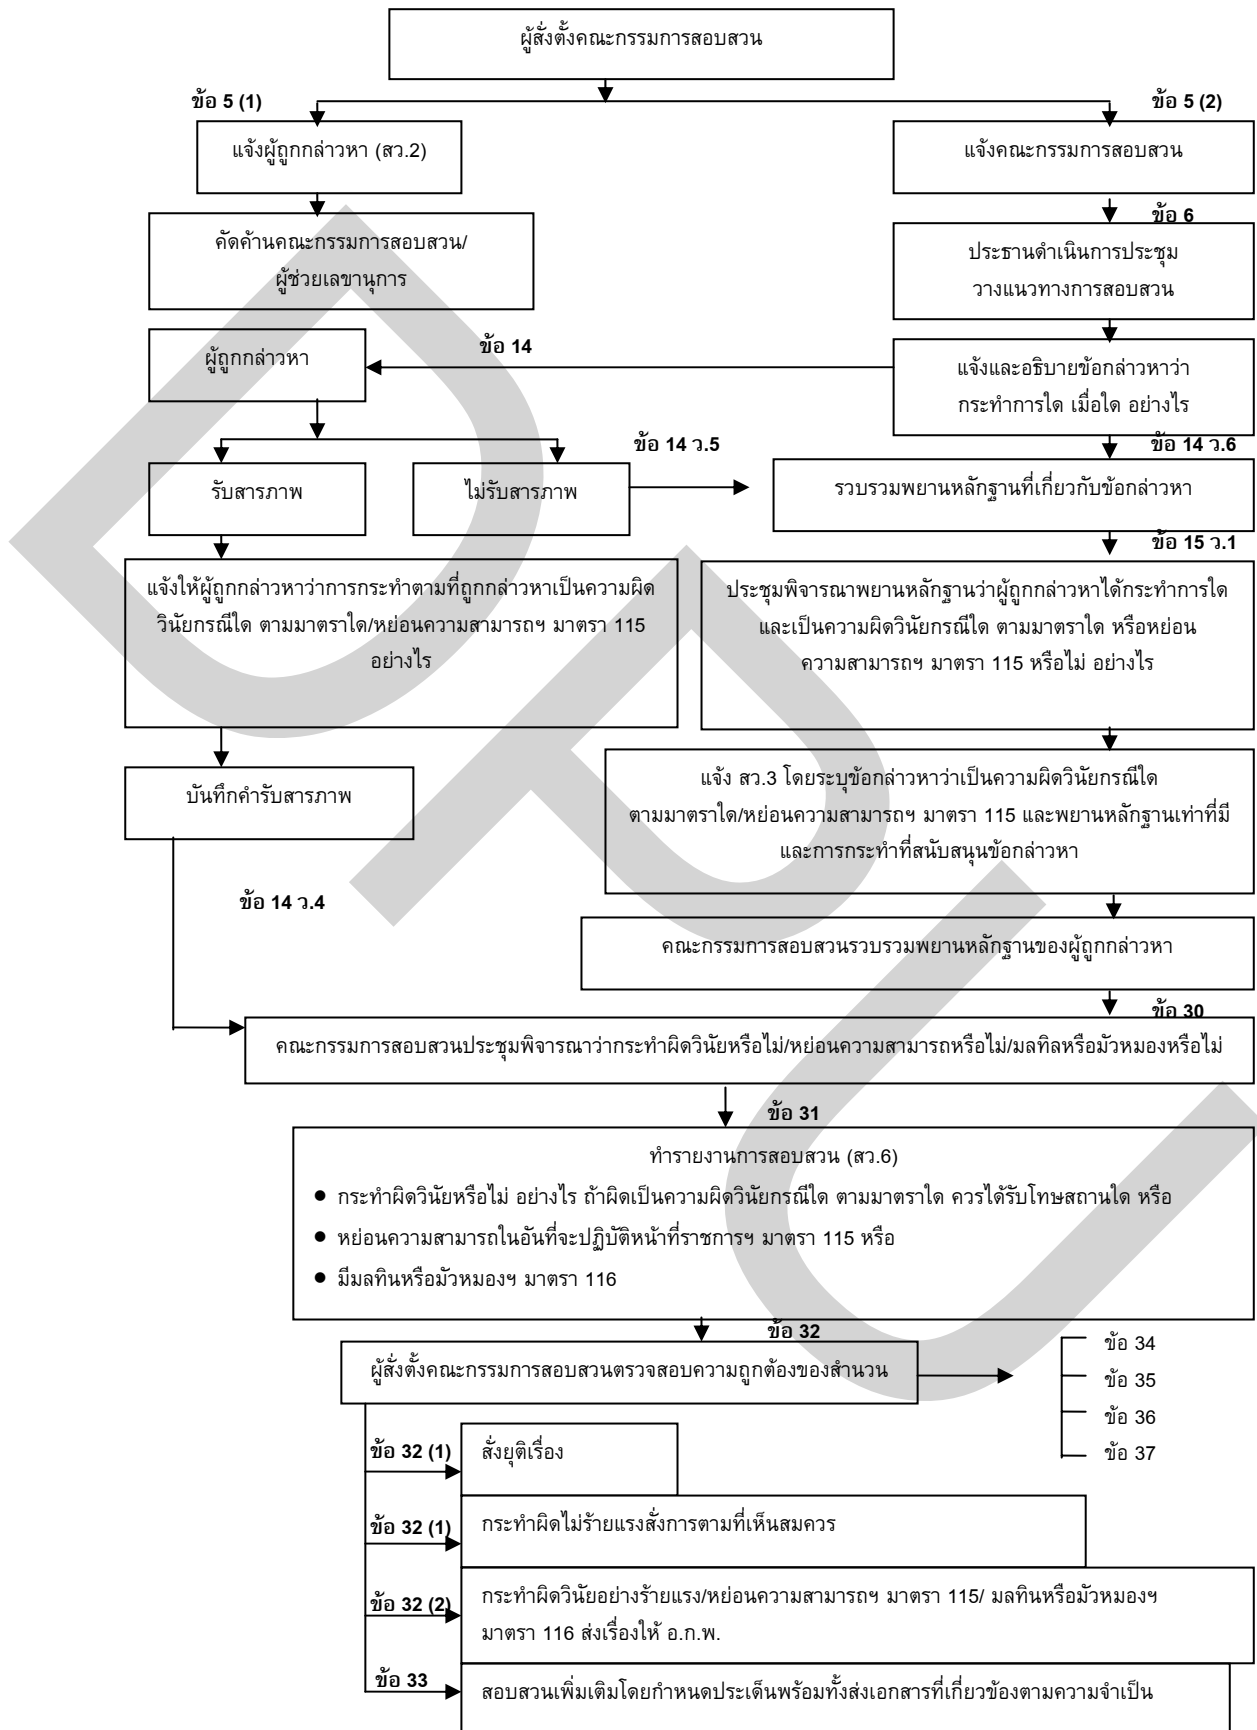 ผู้สั่งตั้งคณะกรรมการสอบสวน
ข้อ 5 (1)
ข้อ 5 (2)
แจ้งผู้ถูกกล่าวหา (สว.2)
แจ้งคณะกรรมการสอบสวน
ข้อ 6
คัดค้านคณะกรรมการสอบสวน/
ผู้ช่วยเลขานุการ
ประธานดำเนินการประชุม
วางแนวทางการสอบสวน
ผู้ถูกกล่าวหา
ข้อ 14
แจ้งและอธิบายข้อกล่าวหาว่า
กระทำการใด เมื่อใด อย่างไร
ข้อ 14 ว.5
ข้อ 14 ว.6
รับสารภาพ
ไม่รับสารภาพ
รวบรวมพยานหลักฐานที่เกี่ยวกับข้อกล่าวหา
ข้อ 15 ว.1
แจ้งให้ผู้ถูกกล่าวหาว่าการกระทำตามที่ถูกกล่าวหาเป็นความผิด
วินัยกรณีใด ตามมาตราใด/หย่อนความสามารถฯ มาตรา 115
อย่างไร
ประชุมพิจารณาพยานหลักฐานว่าผู้ถูกกล่าวหาได้กระทำการใด
และเป็นความผิดวินัยกรณีใด ตามมาตราใด หรือหย่อน
ความสามารถฯ มาตรา 115 หรือไม่ อย่างไร
บันทึกคำรับสารภาพ
แจ้ง สว.3 โดยระบุข้อกล่าวหาว่าเป็นความผิดวินัยกรณีใด
ตามมาตราใด/หย่อนความสามารถฯ มาตรา 115 และพยานหลักฐานเท่าที่มี
และการกระทำที่สนับสนุนข้อกล่าวหา
ข้อ 14 ว.4
คณะกรรมการสอบสวนรวบรวมพยานหลักฐานของผู้ถูกกล่าวหา
ข้อ 30
คณะกรรมการสอบสวนประชุมพิจารณาว่ากระทำผิดวินัยหรือไม่/หย่อนความสามารถหรือไม่/มลทิลหรือมัวหมองหรือไม่
ข้อ 31
ทำรายงานการสอบสวน (สว.6)
● กระทำผิดวินัยหรือไม่ อย่างไร ถ้าผิดเป็นความผิดวินัยกรณีใด ตามมาตราใด ควรได้รับโทษสถานใด หรือ
● หย่อนความสามารถในอันที่จะปฏิบัติหน้าที่ราชการฯ มาตรา 115 หรือ
● มีมลทินหรือมัวหมองฯ มาตรา 116
ข้อ 32
ผู้สั่งตั้งคณะกรรมการสอบสวนตรวจสอบความถูกต้องของสำนวน
ข้อ 34
ข้อ 35
ข้อ 36
ข้อ 37
ข้อ 32 (1)
สั่งยุติเรื่อง
ข้อ 32 (1)
กระทำผิดไม่ร้ายแรงสั่งการตามที่เห็นสมควร
ข้อ 32 (2)
กระทำผิดวินัยอย่างร้ายแรง/หย่อนความสามารถฯ มาตรา 115/ มลทินหรือมัวหมองฯ
มาตรา 116 ส่งเรื่องให้ อ.ก.พ.
ข้อ 33
สอบสวนเพิ่มเติมโดยกำหนดประเด็นพร้อมทั้งส่งเอกสารที่เกี่ยวข้องตามความจำเป็น
DPU